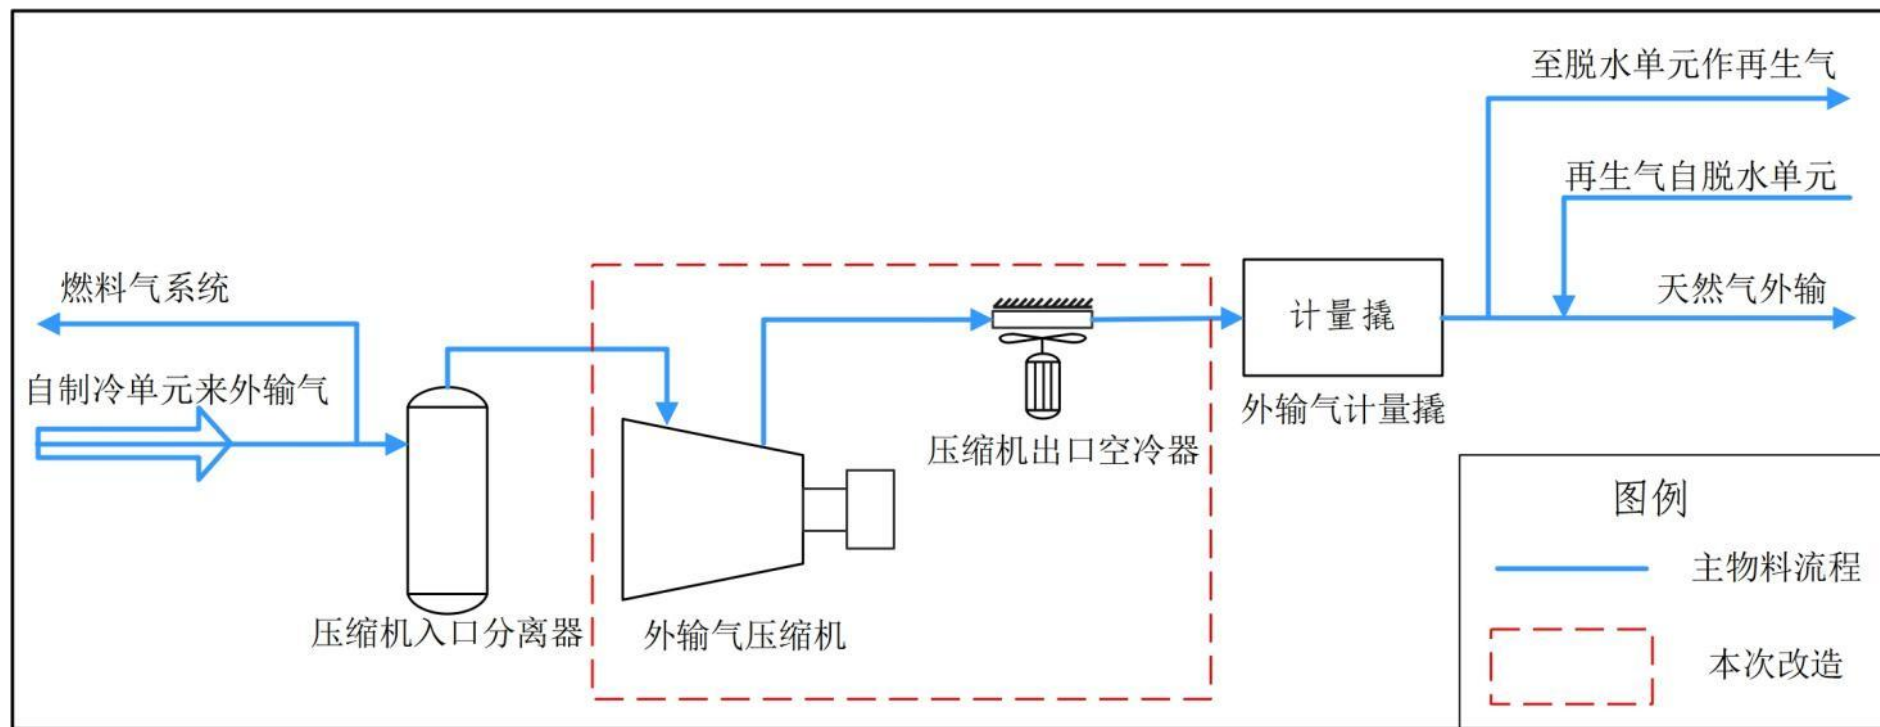 至脱水单元作再生气
再生气自脱水单元
天然气外输
燃料气系统
自制冷单元来外输气
计量撬
外输气计量撬
压缩机出口空冷器
压缩机入口分离器
外输气压缩机
图例
主物料流程
本次改造